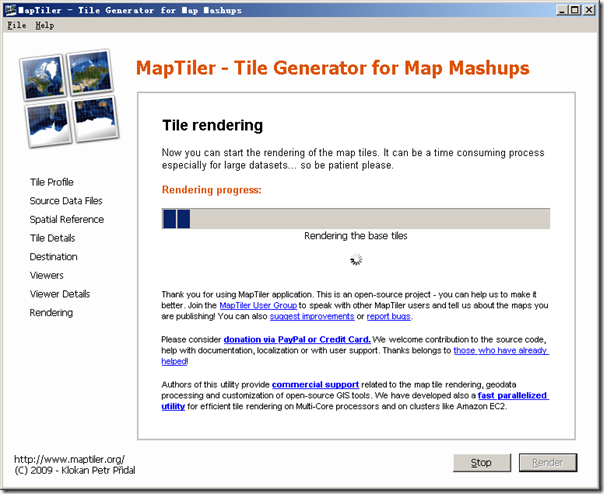 MapTiler - Tile Generator for Map Mashups
File Help
MapTiler - Tile Generator for Map Mashups
Tile rendering
Now you can start the rendering of the map tiles. It can be a time consuming process
especially for large datasets... so be patient please.
Rendering progress:
Rendering the base tiles
Tile Profile
Source Data Files
Spatial Reference
Tile Details
Destination
Viewers
Viewer Details
Rendering
Thank you for using MapTiler application. This is an open-source project - you can help us to make it
better. Join the MapTiler User Group to speak with other MapTiler users and tell us about the maps you
are publishing! You can also suggest improvements or report bugs.
Please consider donation via PayPal or Credit Card. We welcome contribution to the source code,
help with documentation, localization or with user support. Thanks belongs to those who have already
helped!
Authors of this utility provide commercial support related to the map tile rendering, geodata
processing and customization of open-source GIS tools. We have developed also a fast parallelized
utility for efficient tile rendering on Multi-Core processors and on clusters like Amazon EC2.
http://www.maptiler.org/
(C) 2009 - Klokan Petr Přidal
Stop
Render